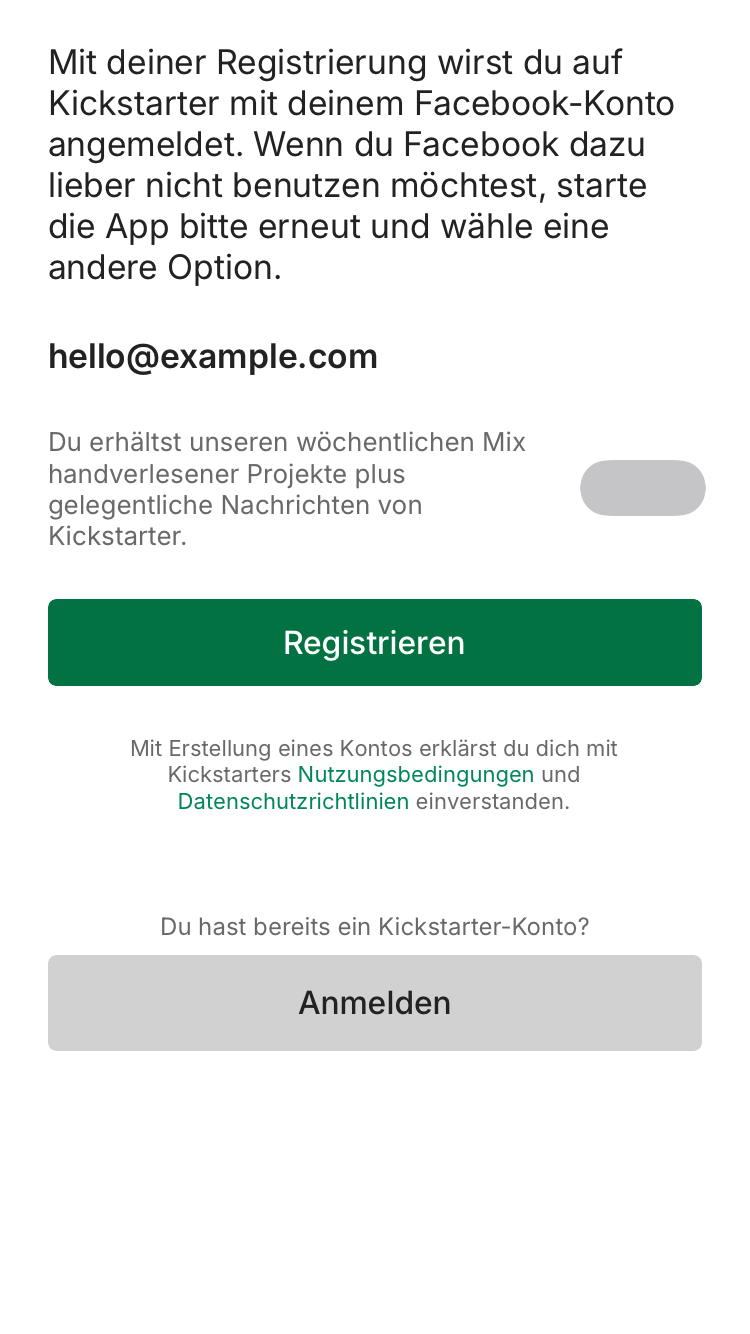 Mit deiner Registrierung wirst du auf
Kickstarter mit deinem Facebook-Konto
angemeldet. Wenn du Facebook dazu
lieber nicht benutzen möchtest, starte
die App bitte erneut und wähle eine
andere Option.
hello@example.com
Du erhältst unseren wöchentlichen Mix
handverlesener Projekte plus
gelegentliche Nachrichten von
Kickstarter.
Registrieren
Mit Erstellung eines Kontos erklärst du dich mit
Kickstarters Nutzungsbedingungen und
Datenschutzrichtlinien einverstanden.
Du hast bereits ein Kickstarter-Konto?
Anmelden